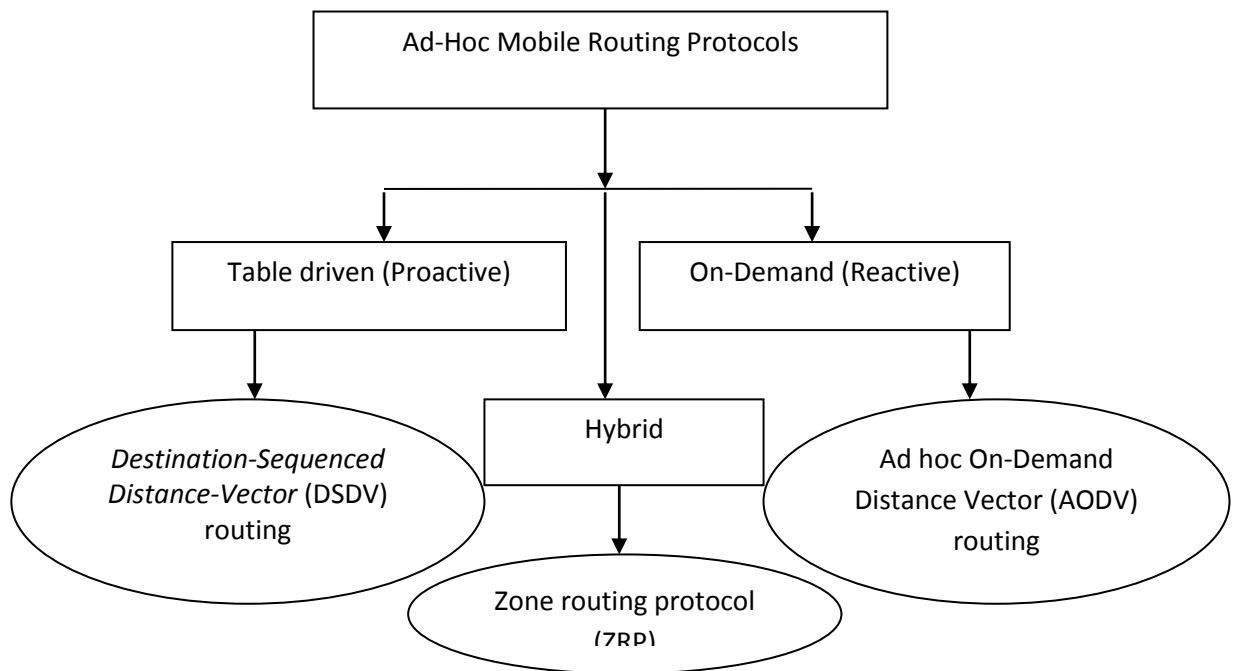 Ad-Hoc Mobile Routing Protocols
Table driven (Proactive)
On-Demand (Reactive)
Destination-Sequenced
Distance-Vector (DSDV)
routing
Hybrid
Ad hoc On-Demand
Distance Vector (AODV)
routing
Zone routing protocol
(ZRP)